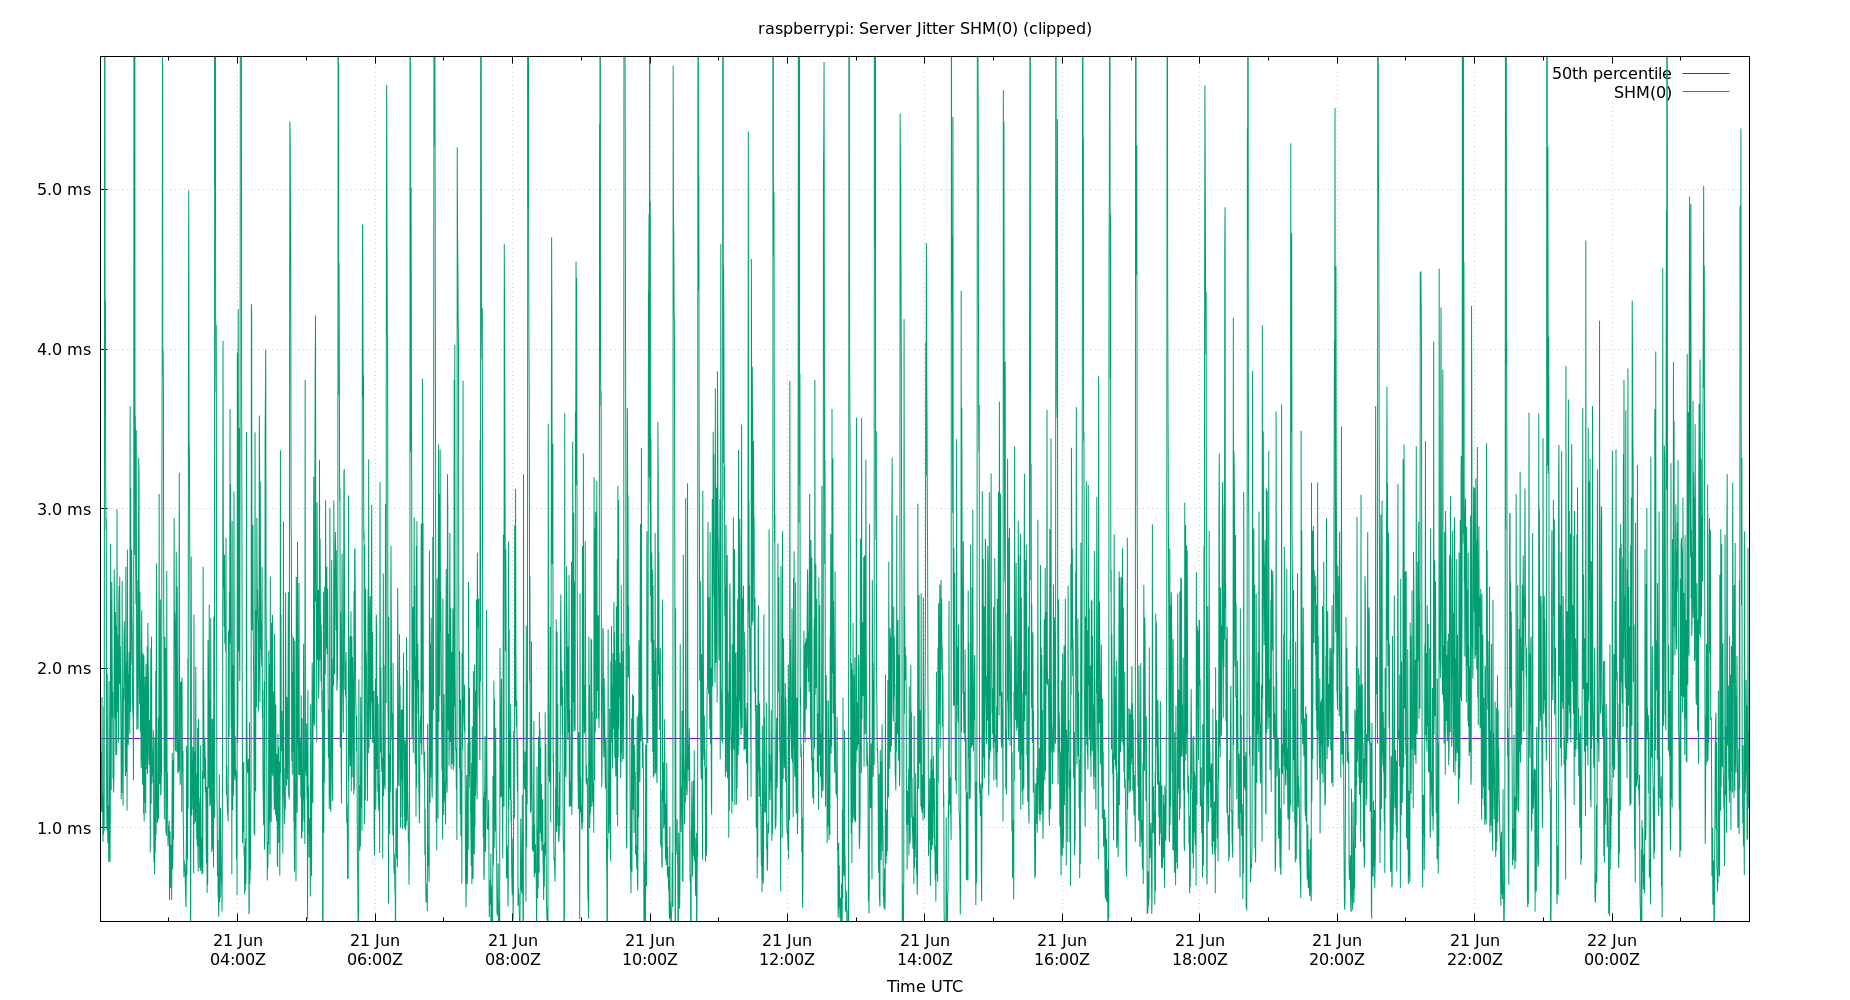 raspberrypi: Server Jitter SHM(0) (clipped)
50th percentile
SHM(0)
5.0 ms
4.0 ms
3.0 ms
2.0 ms
1.0 ms
21 Jun 21 Jun 21 Jun 21 Jun 21 Jun 21 Jun 21 Jun 21 Jun 21 Jun 21 Jun 22 Jun
04:00Z 06:00Z 08:00Z 10:00Z 12:00Z 14:00Z 16:00Z 18:00Z 20:00Z 22:00Z 00:00Z
Time UTC